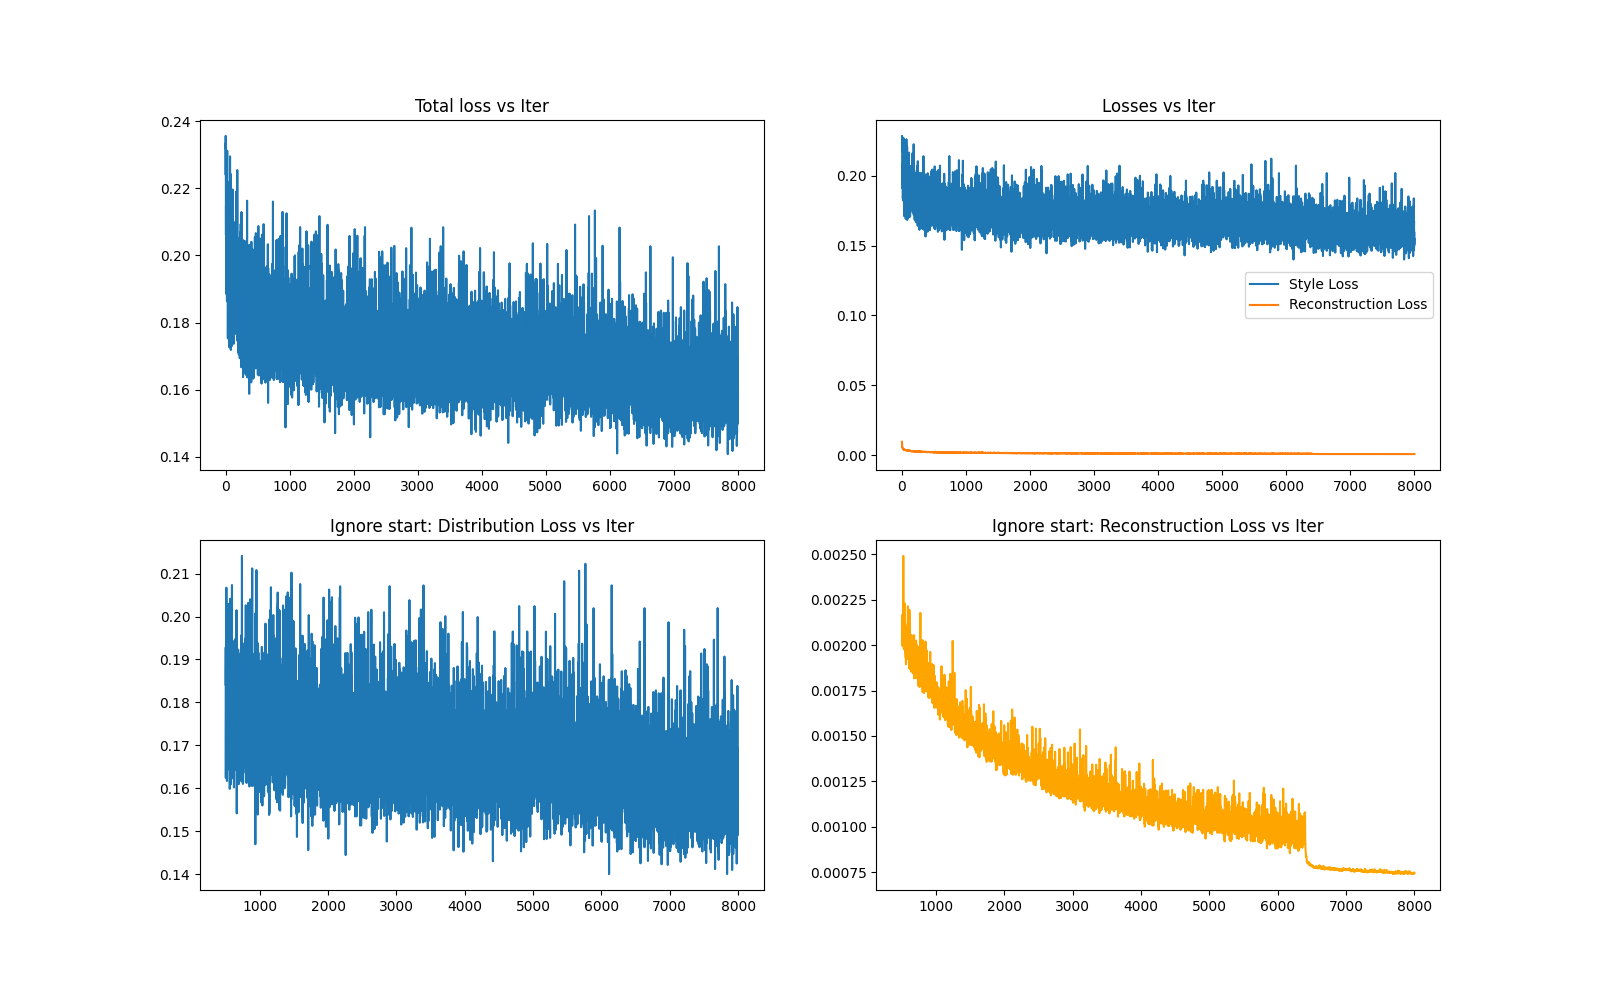 Total loss vs Iter
0.24
0.22
0.20
0.18
0.16
0.14
0 1000 2000 3000 4000 5000 6000 7000 8000
Losses vs Iter
0.20
0.15
0.10
0.05
0.00
Style Loss
Reconstruction Loss
0 1000 2000 3000 4000 5000 6000 7000 8000
Ignore start: Distribution Loss vs Iter
0.21
0.20
0.19
0.18
0.17
0.16
0.15
0.14
1000 2000 3000 4000 5000 6000 7000 8000
Ignore start: Reconstruction Loss vs Iter
0.00250
0.00225
0.00200
0.00175
0.00150
0.00125
0.00100
0.00075
1000 2000 3000 4000 5000 6000 7000 8000